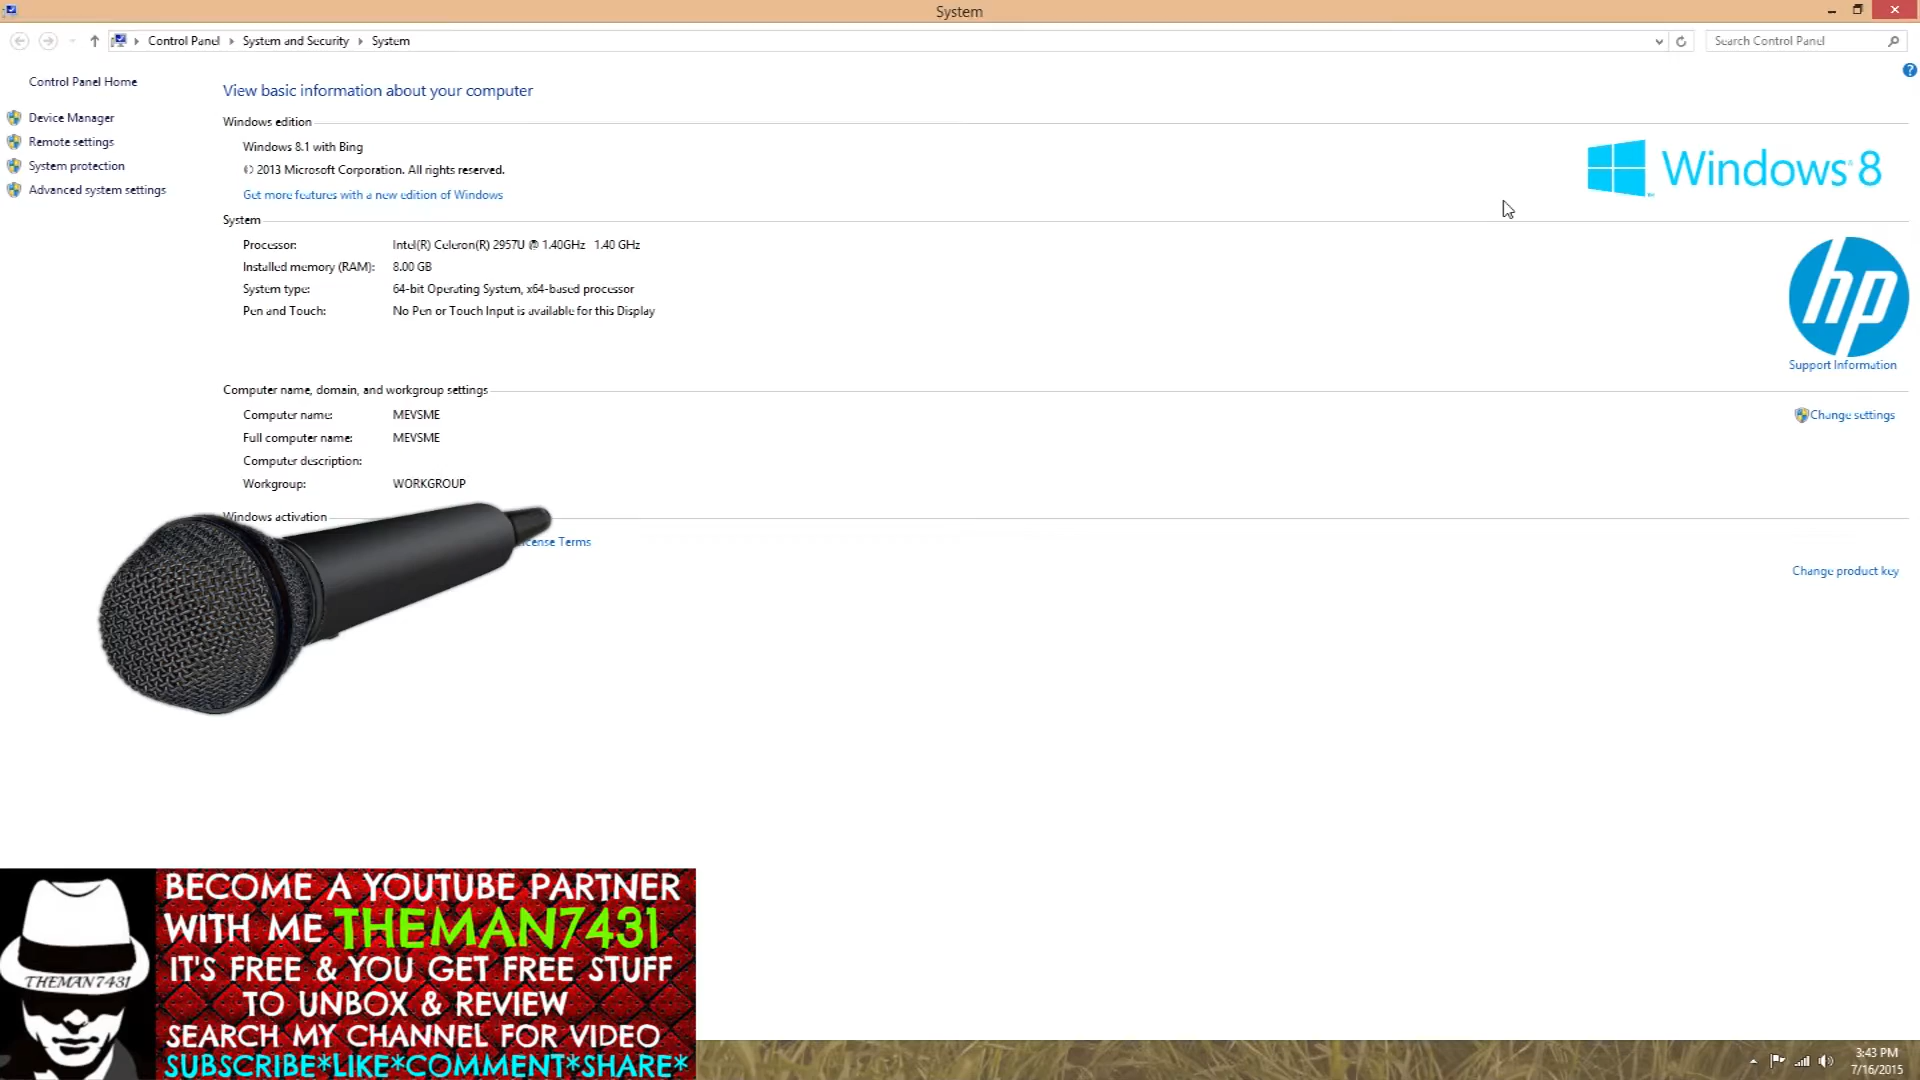 System
Control Panel System and Security System
Search Control Panel
Control Panel Home
Device Manager
Remote settings
System protection
Advanced system settings
View basic information about your computer
Windows edition
Windows 8.1 with Bing
© 2013 Microsoft Corporation. All rights reserved.
Get more features with a new edition of Windows
Windows 8
System
Processor: Intel(R) Celeron(R) 2957U @ 1.40GHz 1.40 GHz
Installed memory (RAM): 8.00 GB
System type: 64-bit Operating System, x64-based processor
Pen and Touch: No Pen or Touch Input is available for this Display
hp
Support Information
Computer name, domain, and workgroup settings
Computer name: MEVSME
Change settings
Full computer name: MEVSME
Computer description:
Workgroup: WORKGROUP
Windows activation
Terms
Change product key
THEMAN7431
BECOME A YOUTUBE PARTNER
WITH ME THEMAN7431
IT'S FREE & YOU GET FREE STUFF
TO UNBOX & REVIEW
SEARCH MY CHANNEL FOR VIDEO
SUBSCRIBE*LIKE*COMMENT*SHARE*
3:43 PM
7/16/2015